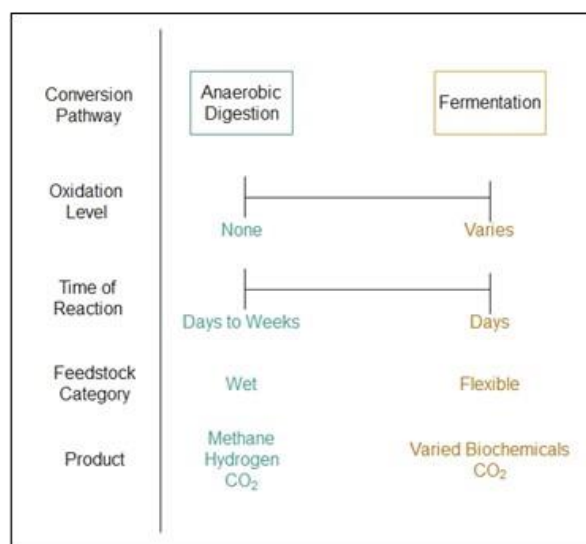 Conversion
Pathway
Anaerobic
Digestion
Fermentation
Oxidation
Level
None
Varies
Time of
Reaction
Days to Weeks
Days
Feedstock
Category
Wet
Flexible
Product
Methane
Hydrogen
CO₂
Varied Biochemicals
CO₂